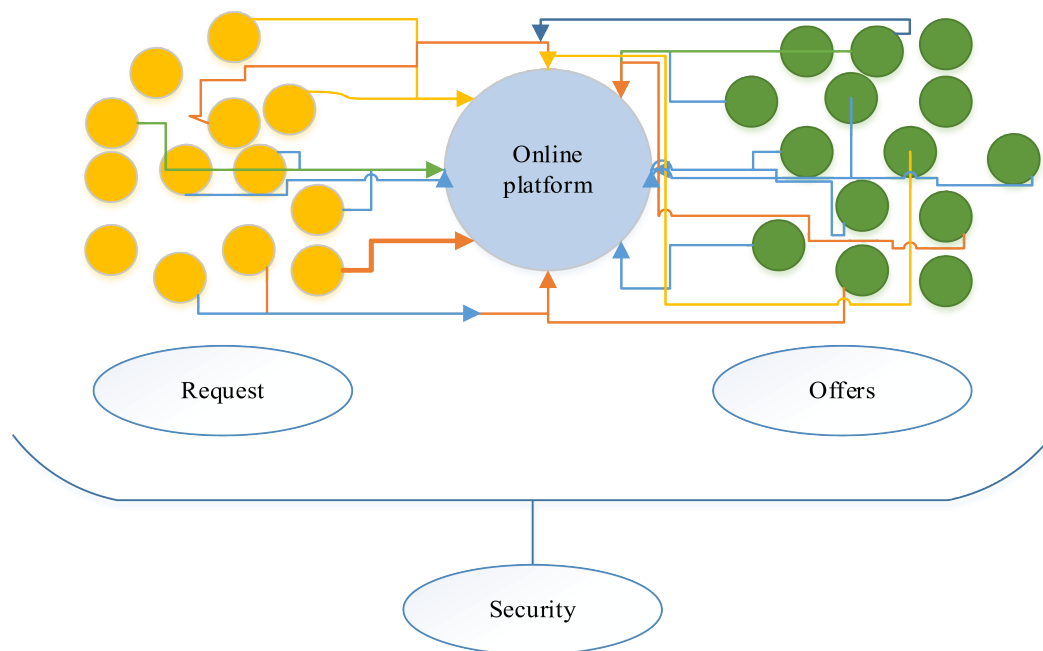 Online
platform
Request
Offers
Security